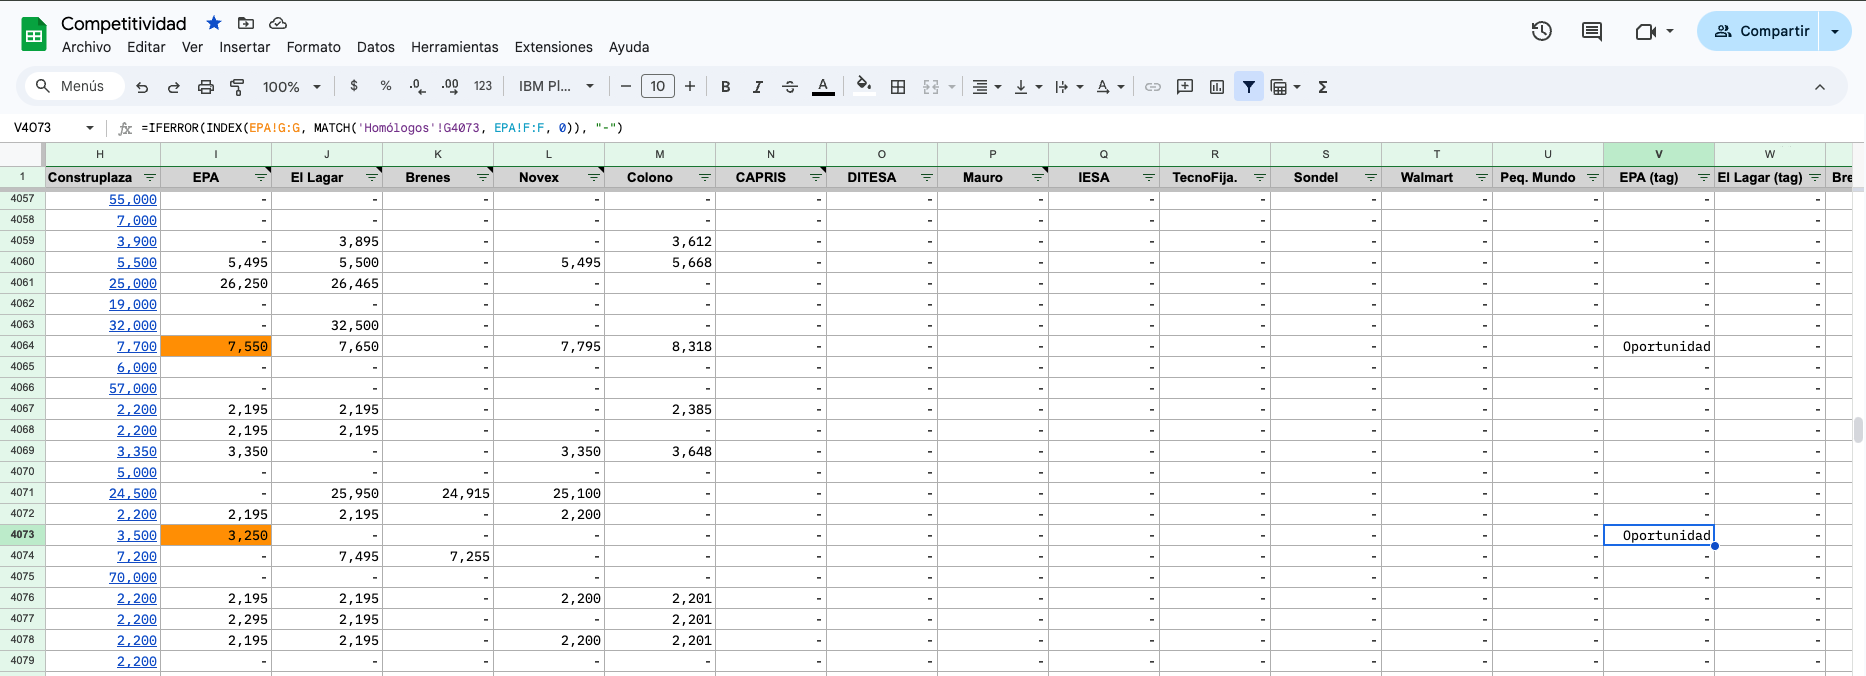 Competitividad
Archivo Editar Ver Insertar Formato Datos Herramientas Extensiones Ayuda
Compartir
Menús 100% $ % .0 .00 123 IBM Pl... − 10 + B I S A Σ
V4073 fx =IFERROR(INDEX(EPA!G:G, MATCH('Homólogos'!G4073, EPA!F:F, 0)), "-")
H I J K L M N O P Q R S T U V W
1 Construplaza EPA El Lagar Brenes Novex Colono CAPRIS DITESA Mauro IESA TecnoFija. Sondel Walmart Peq. Mundo EPA (tag) El Lagar (tag) Bre
4057 55,000 - - - - - - - - - - - - - - -
4058 7,000 - - - - - - - - - - - - - - -
4059 3,900 - 3,895 - - 3,612 - - - - - - - - - -
4060 5,500 5,495 5,500 - 5,495 5,668 - - - - - - - - - -
4061 25,000 26,250 26,465 - - - - - - - - - - - - -
4062 19,000 - - - - - - - - - - - - - - -
4063 32,000 - 32,500 - - - - - - - - - - - - -
4064 7,700 7,550 7,650 - 7,795 8,318 - - - - - - - - Oportunidad -
4065 6,000 - - - - - - - - - - - - - - -
4066 57,000 - - - - - - - - - - - - - - -
4067 2,200 2,195 2,195 - - 2,385 - - - - - - - - - -
4068 2,200 2,195 2,195 - - - - - - - - - - - - -
4069 3,350 3,350 - - 3,350 3,648 - - - - - - - - - -
4070 5,000 - - - - - - - - - - - - - - -
4071 24,500 - 25,950 24,915 25,100 - - - - - - - - - - -
4072 2,200 2,195 2,195 - 2,200 - - - - - - - - - - -
4073 3,500 3,250 - - - - - - - - - - - - Oportunidad -
4074 7,200 - 7,495 7,255 - - - - - - - - - - - -
4075 70,000 - - - - - - - - - - - - - - -
4076 2,200 2,195 2,195 - 2,200 2,201 - - - - - - - - - -
4077 2,200 2,295 2,195 - - 2,201 - - - - - - - - - -
4078 2,200 2,195 2,195 - 2,200 2,201 - - - - - - - - - -
4079 2,200 - - - - - - - - - - - - - - -